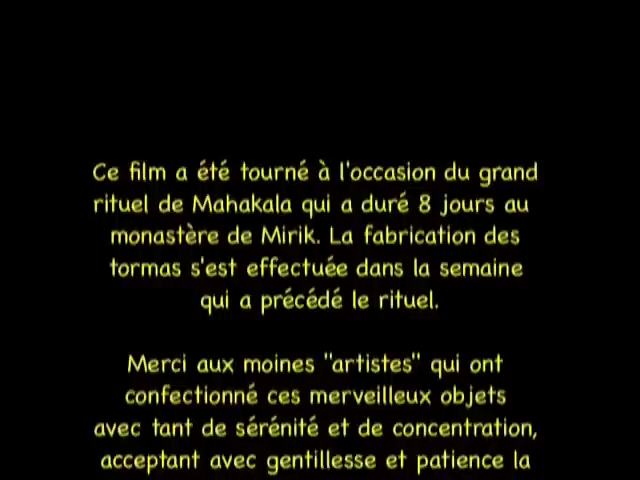 Ce film a été tourné à l'occasion du grand
rituel de Mahakala qui a duré 8 jours au
monastère de Mirik. La fabrication des
tormas s'est effectuée dans la semaine
qui a précédé le rituel.
Merci aux moines "artistes" qui ont
confectionné ces merveilleux objets
avec tant de sérénité et de concentration,
acceptant avec gentillesse et patience la